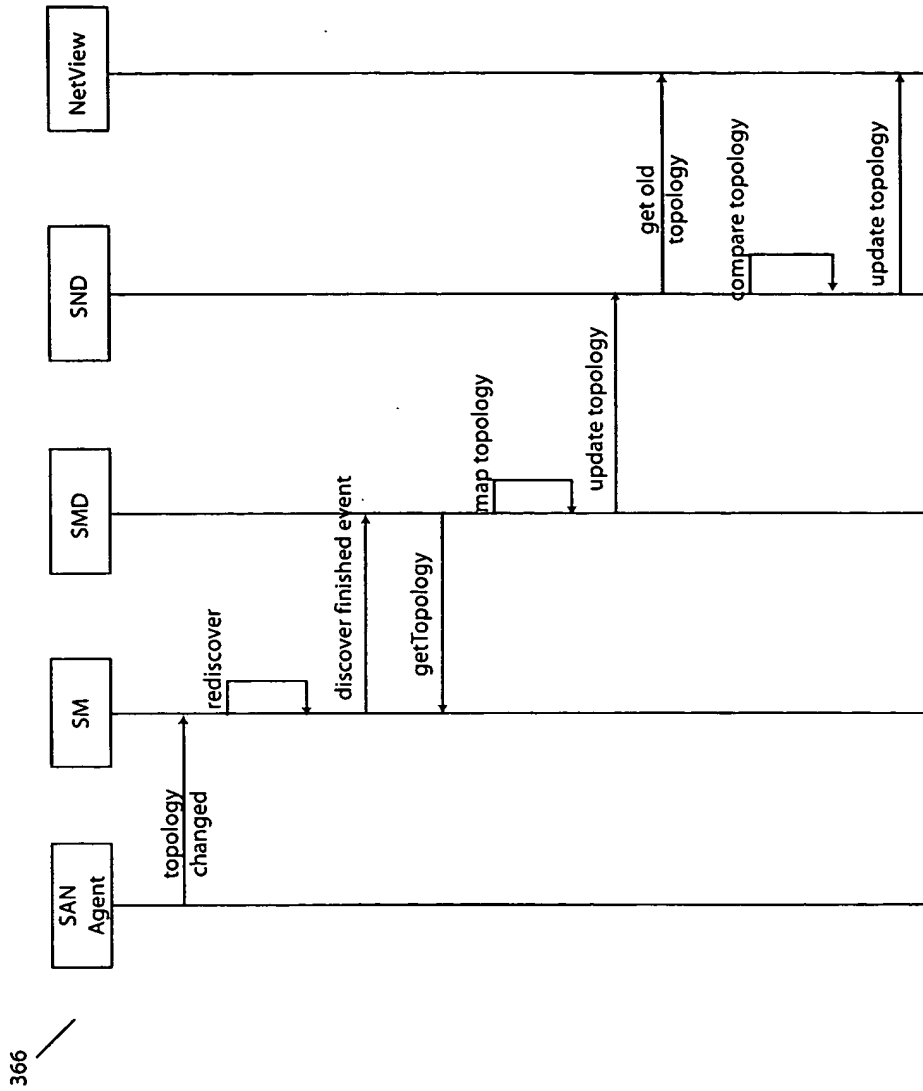 366
SAN
Agent
SM
SMD
SND
NetView
topology
changed
rediscover
discover finished event
getTopology
map topology
update topology
get old
topology
compare topology
update topology